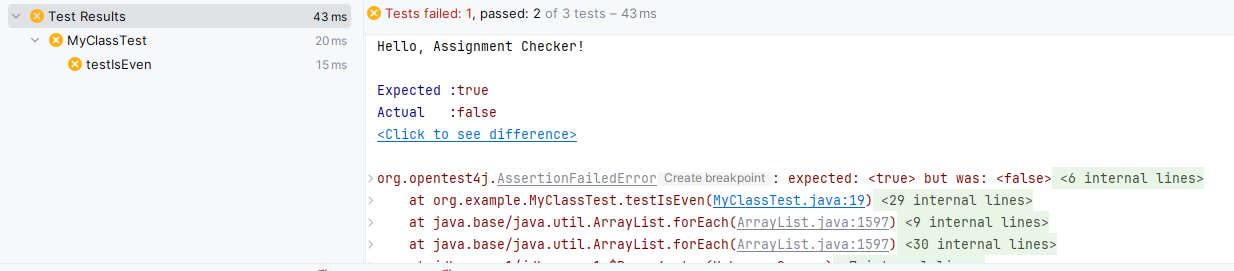 Test Results 43 ms
MyClassTest 20 ms
testIsEven 15 ms
Tests failed: 1, passed: 2 of 3 tests – 43 ms
Hello, Assignment Checker!
Expected :true
Actual   :false
<Click to see difference>
org.opentest4j.AssertionFailedError Create breakpoint : expected: <true> but was: <false> <6 internal lines>
at org.example.MyClassTest.testIsEven(MyClassTest.java:19) <29 internal lines>
at java.base/java.util.ArrayList.forEach(ArrayList.java:1597) <9 internal lines>
at java.base/java.util.ArrayList.forEach(ArrayList.java:1597) <30 internal lines>